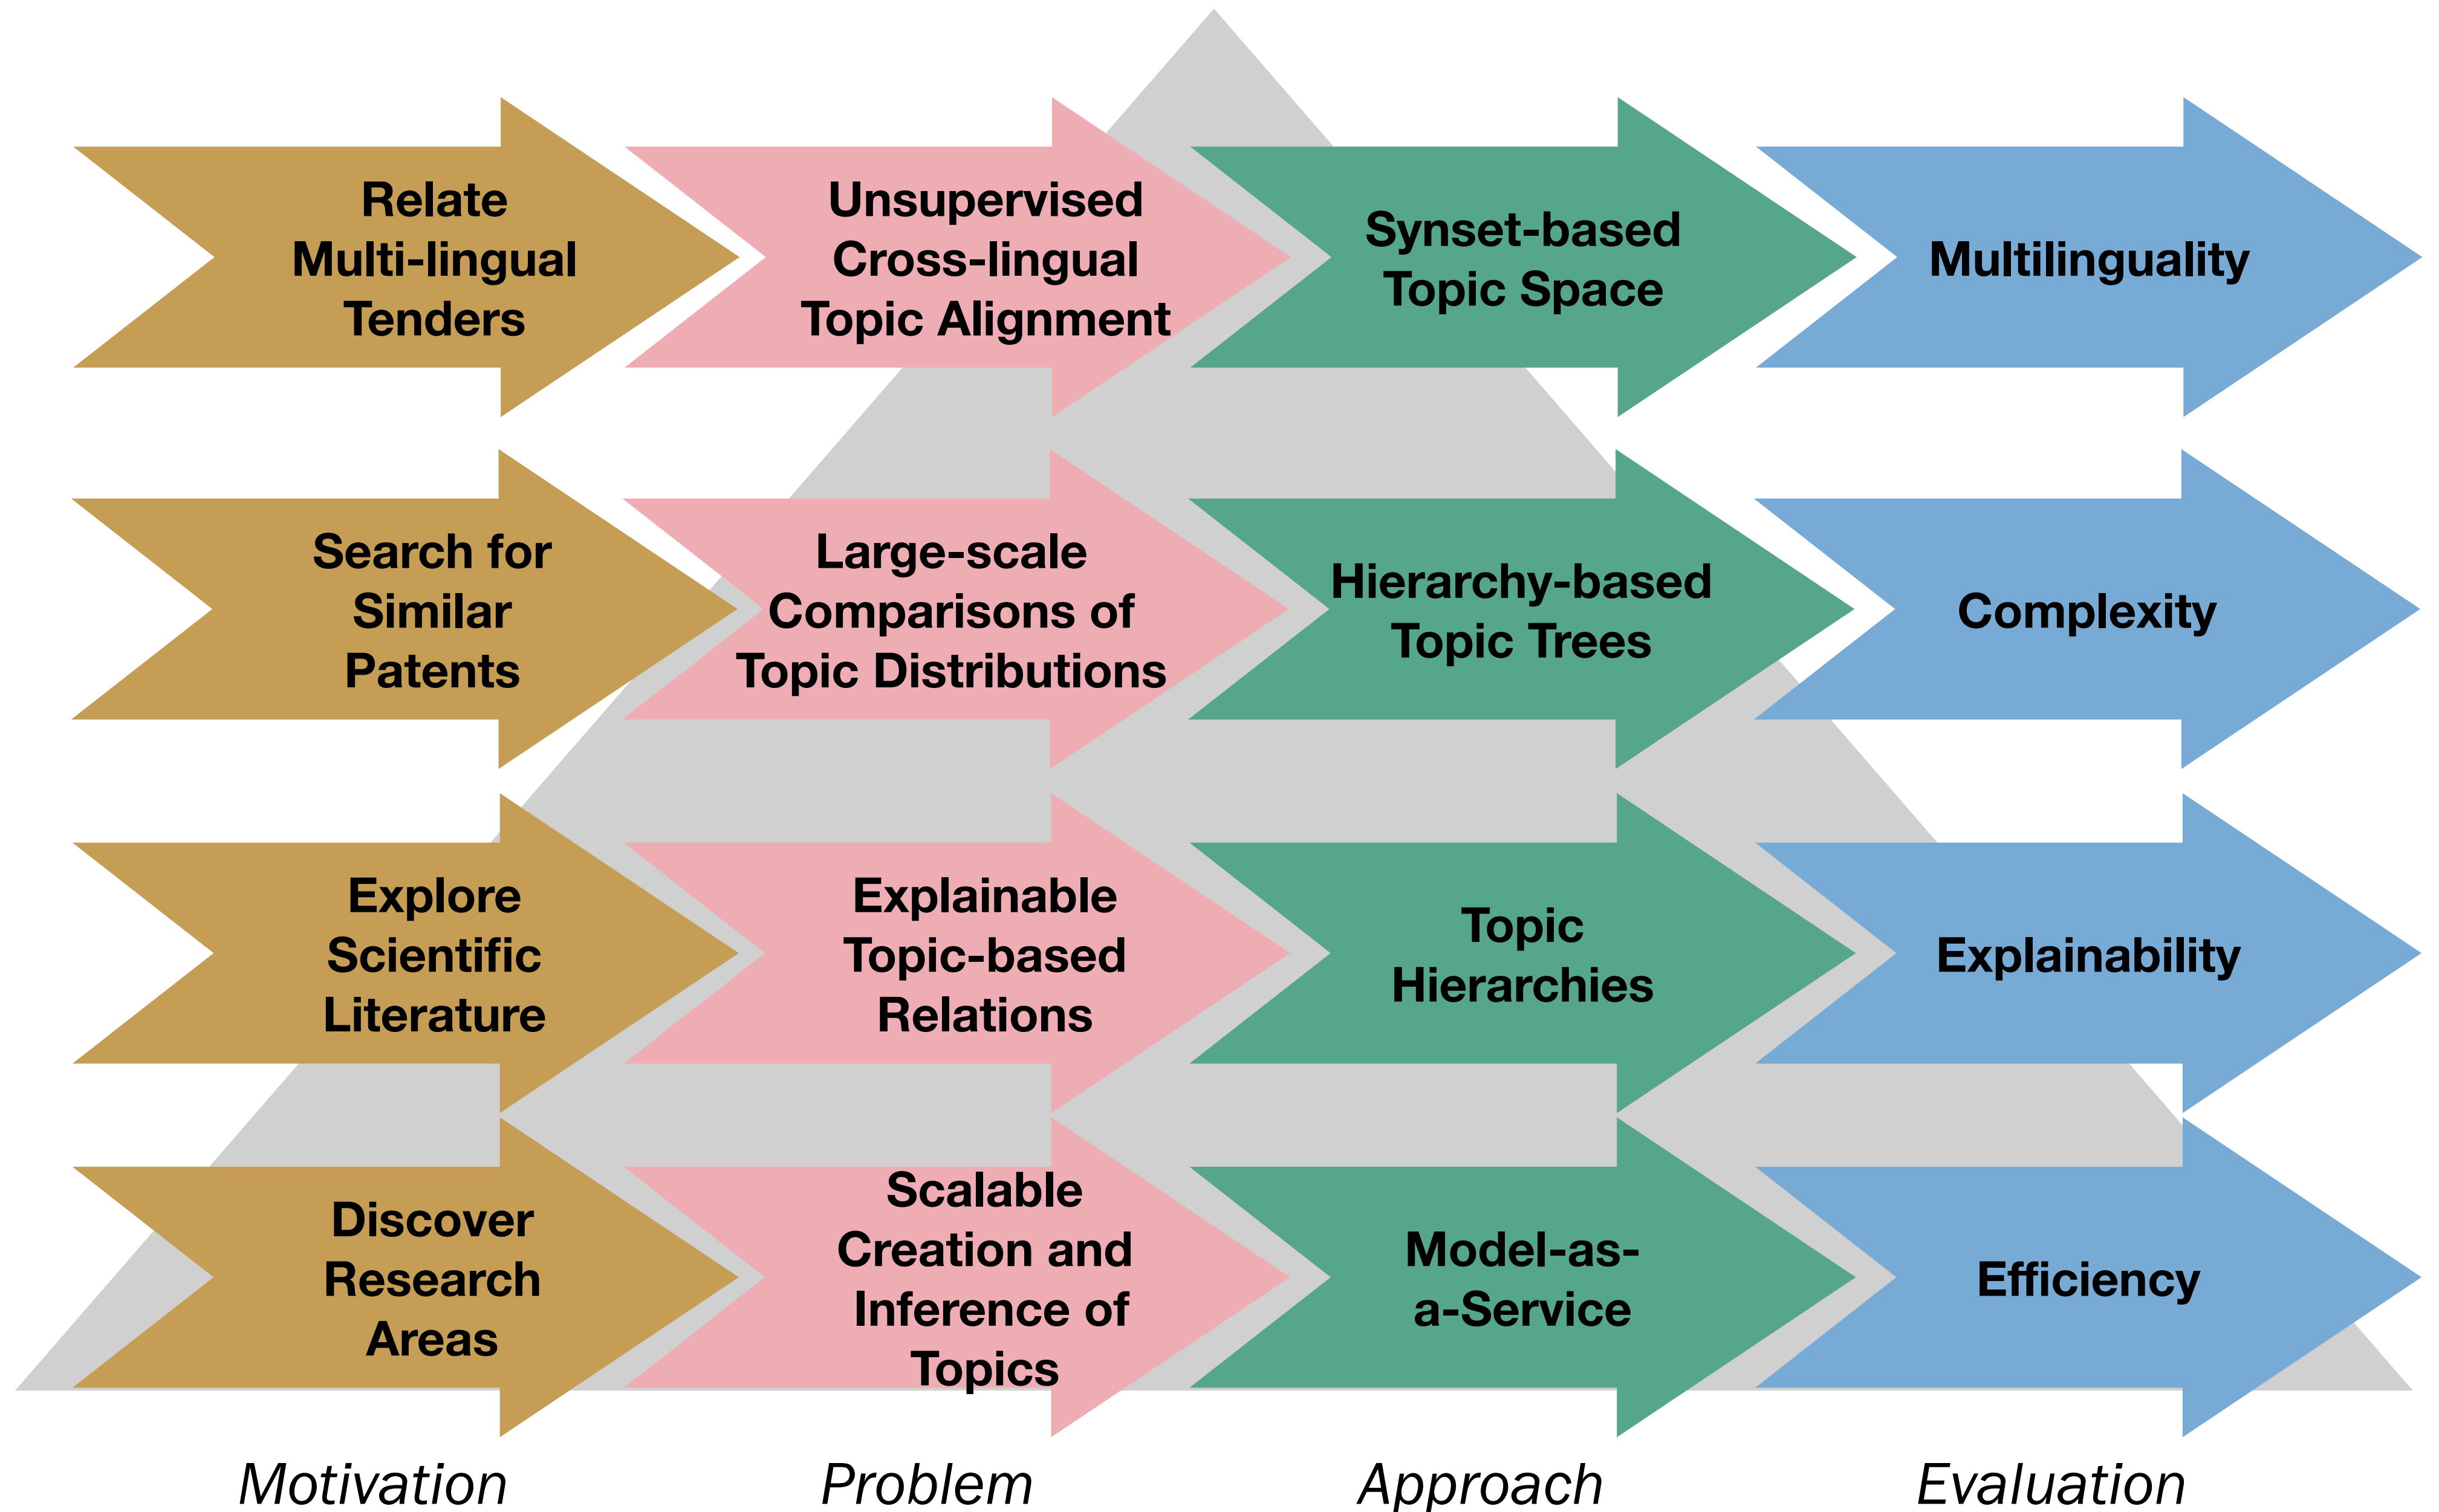 Relate
Multi-lingual
Tenders
Unsupervised
Cross-lingual
Topic Alignment
Synset-based
Topic Space
Multilinguality
Search for
Similar
Patents
Large-scale
Comparisons of
Topic Distributions
Hierarchy-based
Topic Trees
Complexity
Explore
Scientific
Literature
Explainable
Topic-based
Relations
Topic
Hierarchies
Explainability
Discover
Research
Areas
Scalable
Creation and
Inference of
Topics
Model-as-
a-Service
Efficiency
Motivation
Problem
Approach
Evaluation